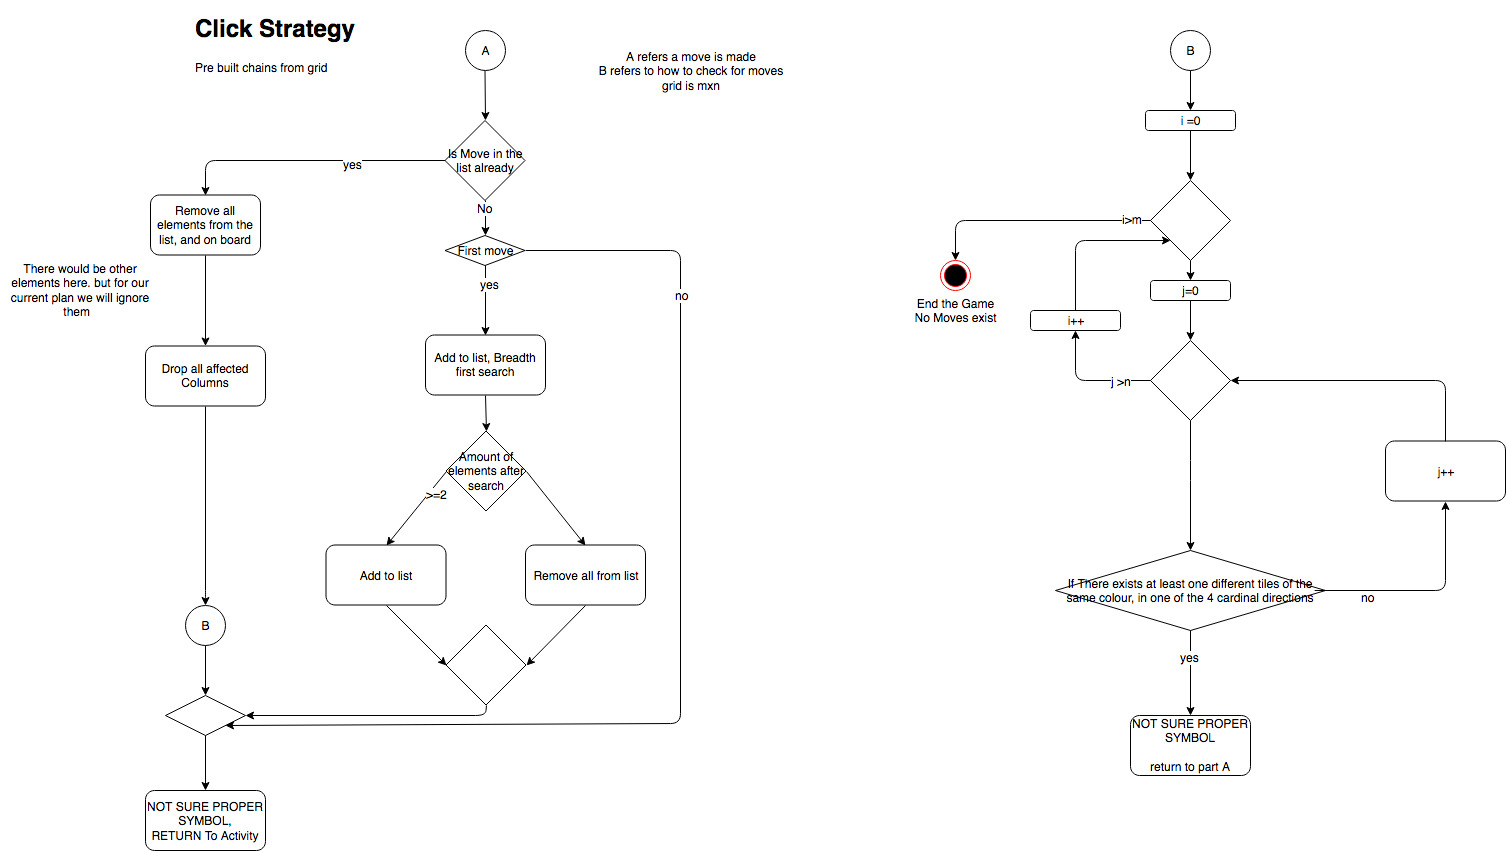 Click Strategy
Pre built chains from grid
A
A refers a move is made
B refers to how to check for moves
grid is mxn
Is Move in the
list already
yes
No
Remove all
elements from the
list, and on board
First move
yes
no
There would be other
elements here. but for our
current plan we will ignore
them
Drop all affected
Columns
Add to list, Breadth
first search
Amount of
elements after
search
>=2
Add to list
Remove all from list
B
NOT SURE PROPER
SYMBOL,
RETURN To Activity
B
i =0
i>m
End the Game
No Moves exist
j=0
i++
j >n
j++
If There exists at least one different tiles of the
same colour, in one of the 4 cardinal directions
no
yes
NOT SURE PROPER
SYMBOL
return to part A